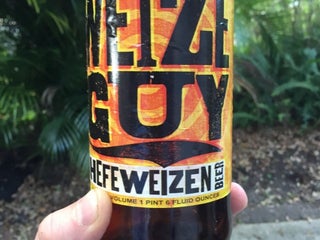 WEIZE
GUY
HEFEWEIZEN BEER
VOLUME 1 PINT 6 FLUID OUNCES